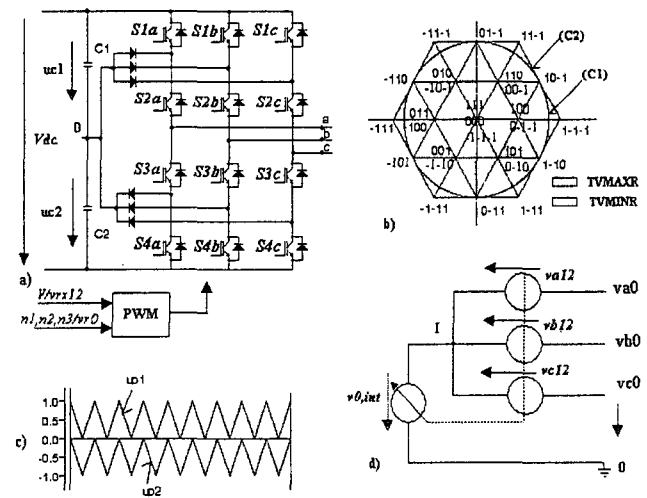 S1a S1b S1c
C1
uc1
S2a S2b S2c
a
b
c
Vdc
S3a S3b S3c
uc2
C2
S4a S4b S4c
a)
V/vrx12
n1,n2,n3/vr0
PWM
-11-1 01-1 11-1 (C2)
-110 010 -10-1 110 00-1 10-1 (C1)
-111 011 -100 111 000 -1-1-1 100 0-1-1 1-1-1
-101 001 -1-10 101 0-10 1-10
-1-11 0-11 1-11
TVMAXR
TVMINR
b)
up1
1.0
0.5
c) 0.0
-0.5
-1.0
up2
va12
va0
I
vb12
vb0
vc12
vc0
v0,int
d)
0